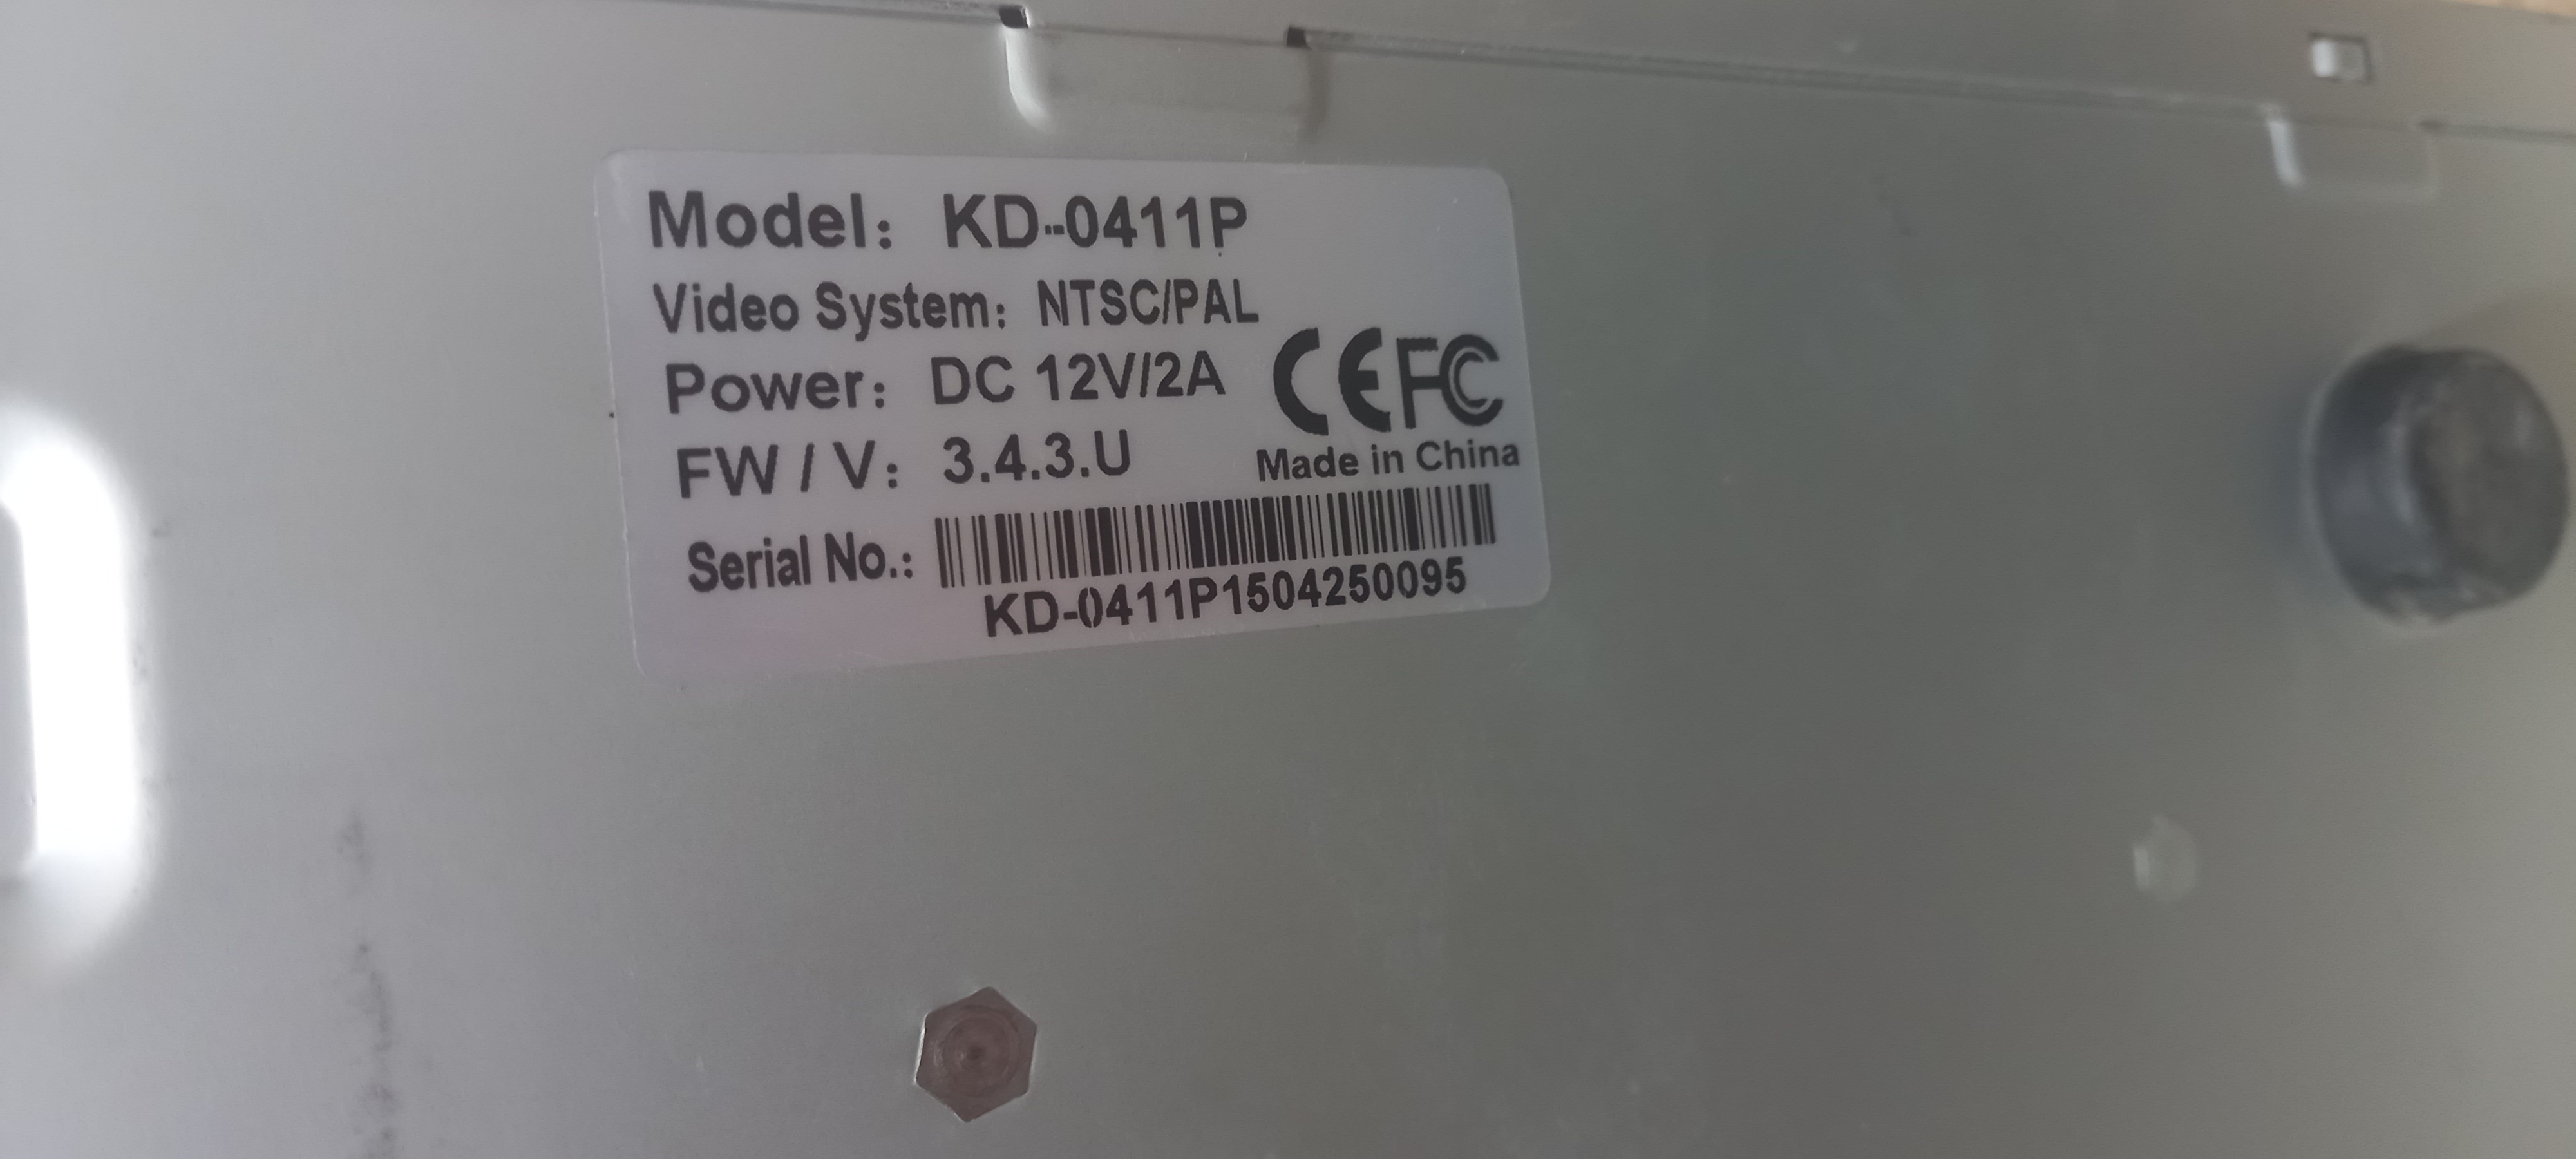 Model: KD-0411P
Video System: NTSC/PAL
Power: DC 12V/2A
CE FC
FW / V: 3.4.3.U
Made in China
Serial No.:
KD-0411P1504250095